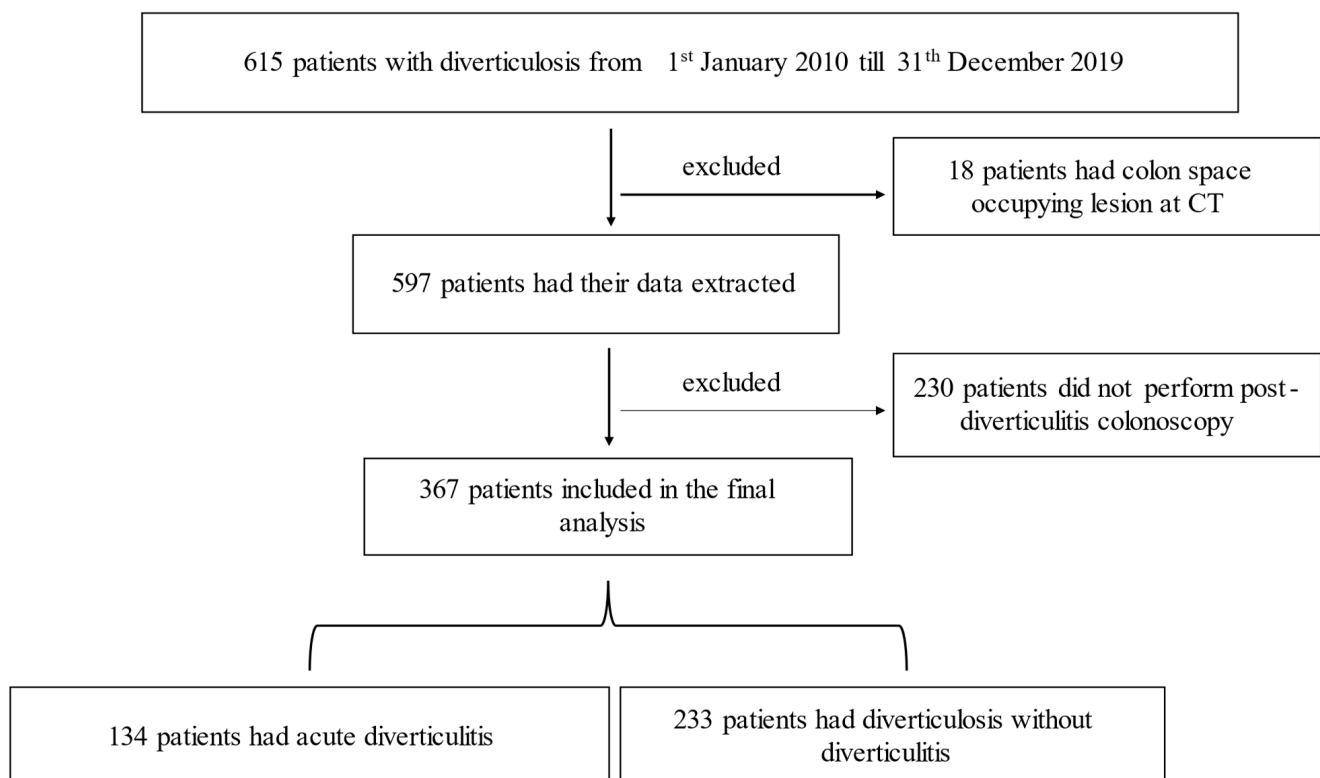 615 patients with diverticulosis from 1st January 2010 till 31th December 2019
excluded
18 patients had colon space
occupying lesion at CT
597 patients had their data extracted
excluded
230 patients did not perform post-
diverticulitis colonoscopy
367 patients included in the final
analysis
134 patients had acute diverticulitis
233 patients had diverticulosis without
diverticulitis